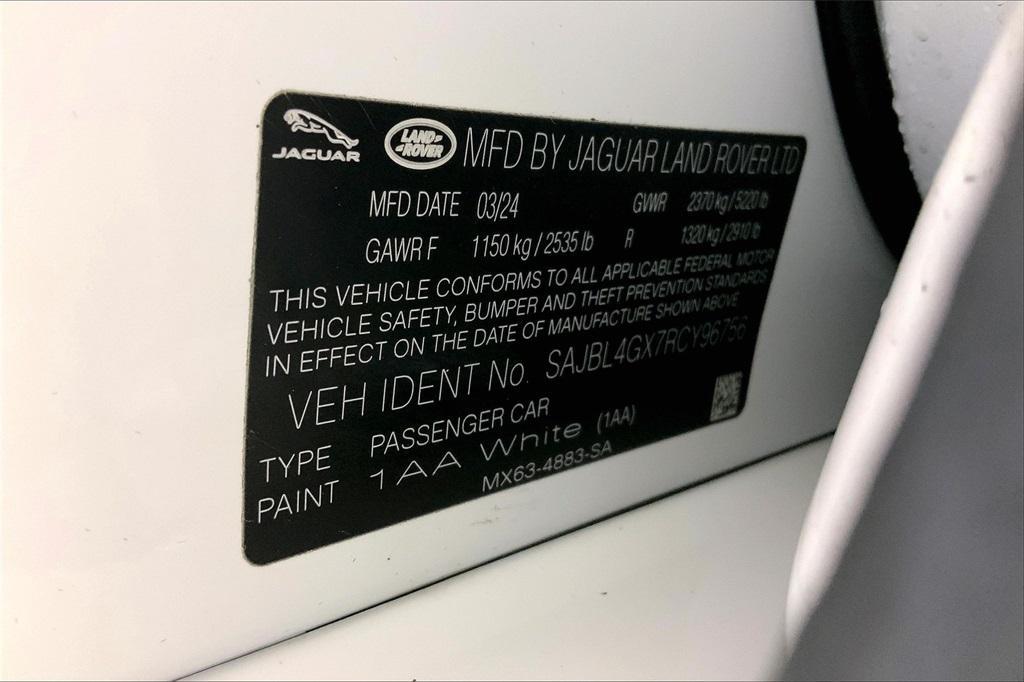 JAGUAR
LAND-
-ROVER
MFD BY JAGUAR LAND ROVER LTD
MFD DATE 03/24 GVWR 2370 kg / 5220 lb
GAWR F 1150 kg / 2535 lb R 1320 kg / 2910 lb
THIS VEHICLE CONFORMS TO ALL APPLICABLE FEDERAL MOTOR
VEHICLE SAFETY, BUMPER AND THEFT PREVENTION STANDARDS
IN EFFECT ON THE DATE OF MANUFACTURE SHOWN ABOVE
VEH IDENT No. SAJBL4GX7RCY96756
TYPE PASSENGER CAR
PAINT 1AA White (1AA)
MX63-4883-SA